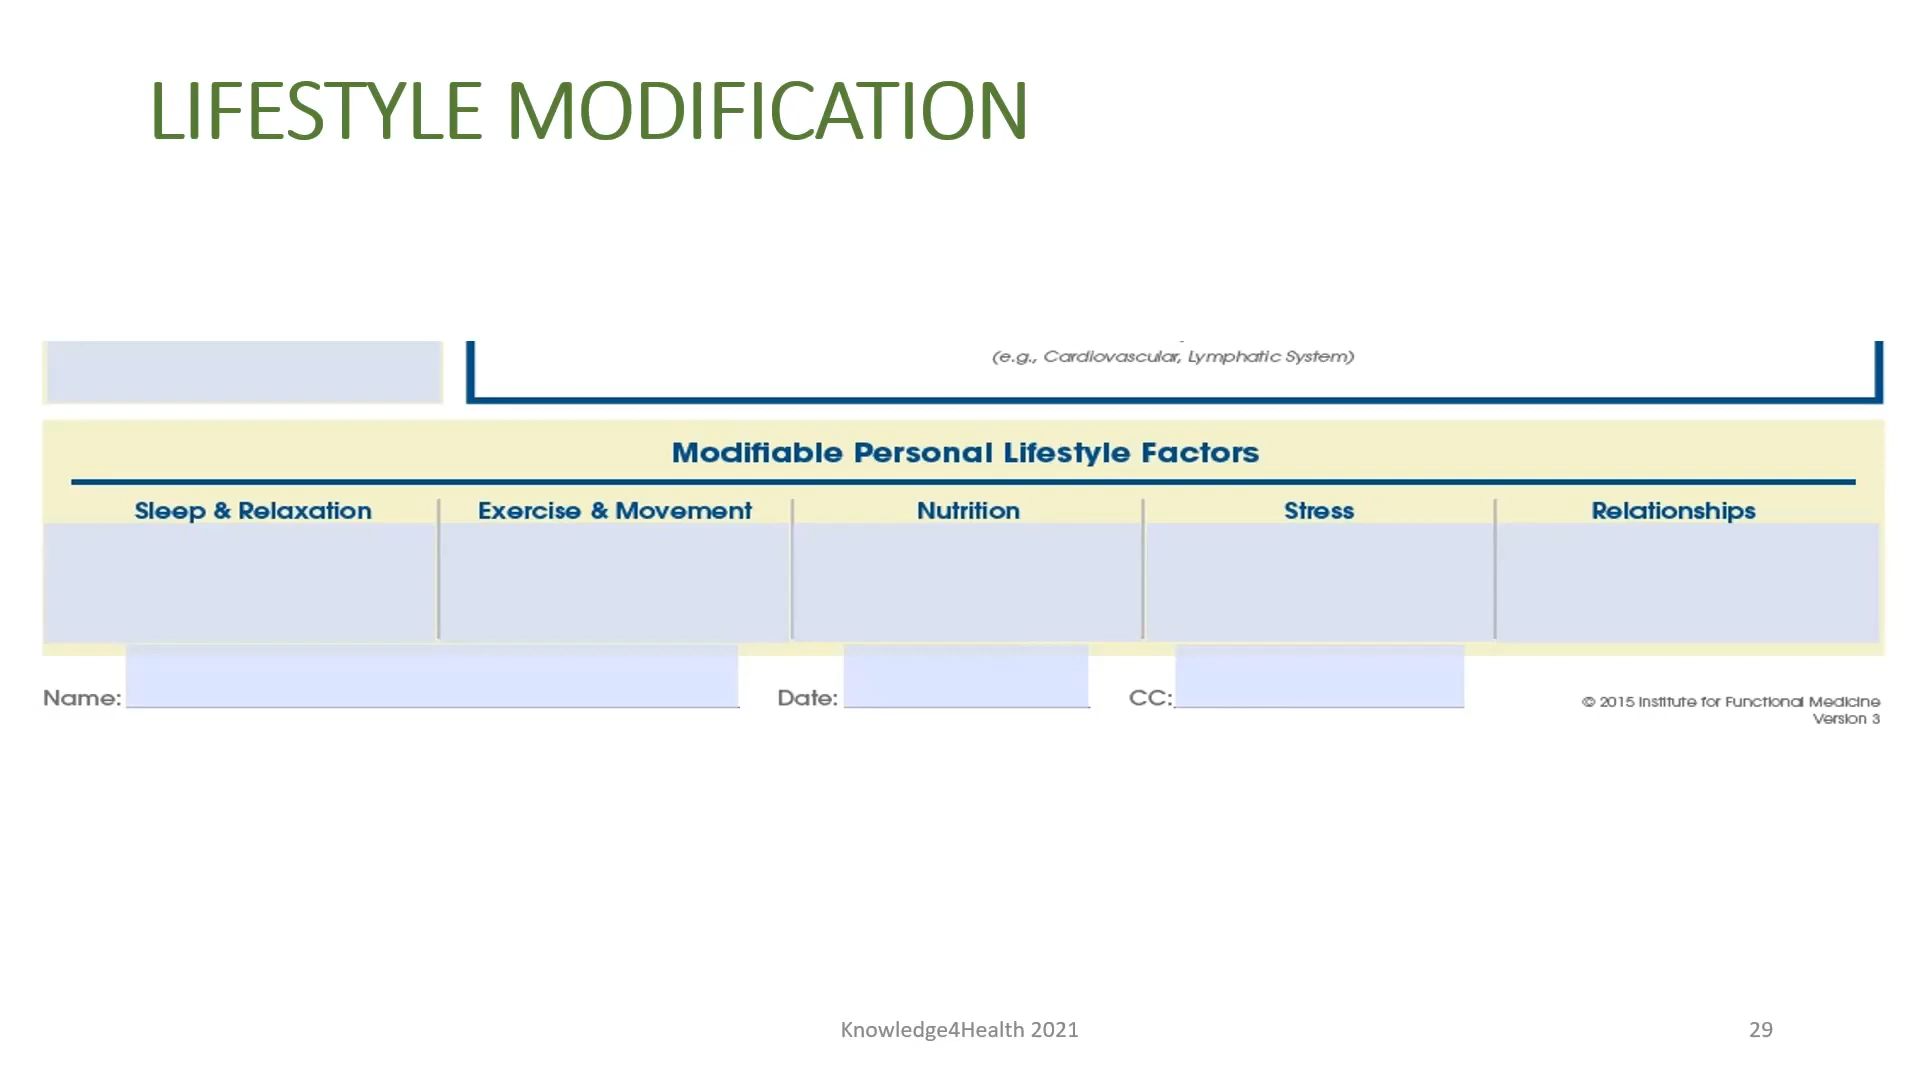 LIFESTYLE MODIFICATION
(e.g., Cardiovascular, Lymphatic System)
Modifiable Personal Lifestyle Factors
Sleep & Relaxation Exercise & Movement Nutrition Stress Relationships
Name: Date: CC:
© 2015 Institute for Functional Medicine
Version 3
Knowledge4Health 2021 29